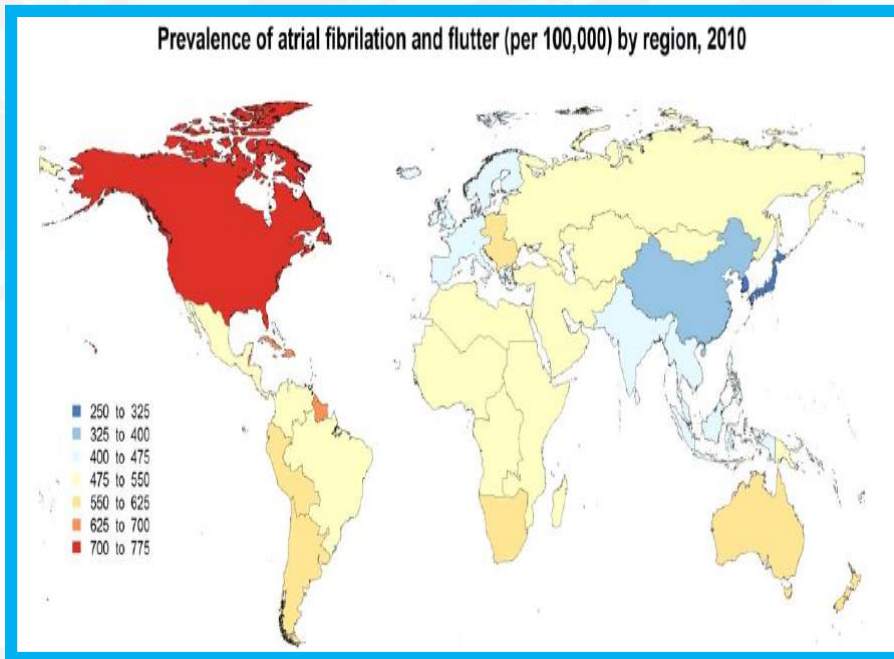 Prevalence of atrial fibrilation and flutter (per 100,000) by region, 2010
250 to 325
325 to 400
400 to 475
475 to 550
550 to 625
625 to 700
700 to 775